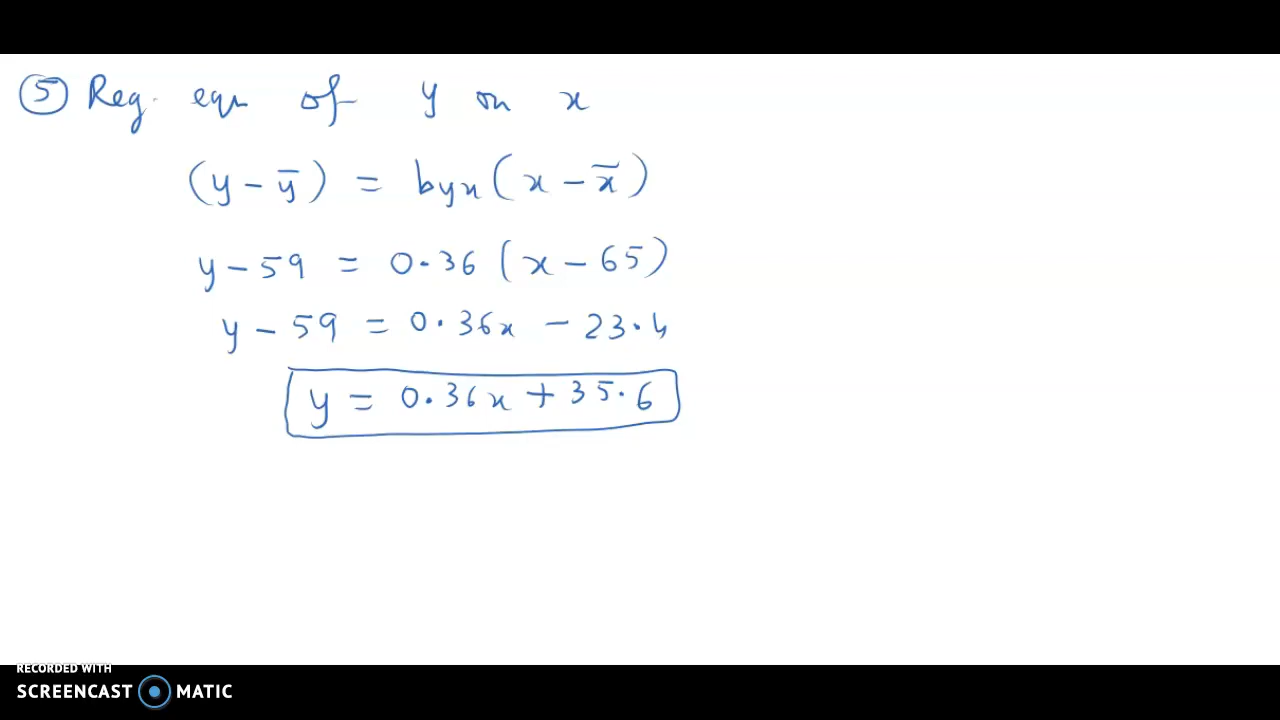 ⑤ Reg. eqn of y on x
(y - ȳ) = byx (x - x̄)
y - 59 = 0.36 (x - 65)
y - 59 = 0.36x - 23.4
y = 0.36x + 35.6
RECORDED WITH
SCREENCAST MATIC